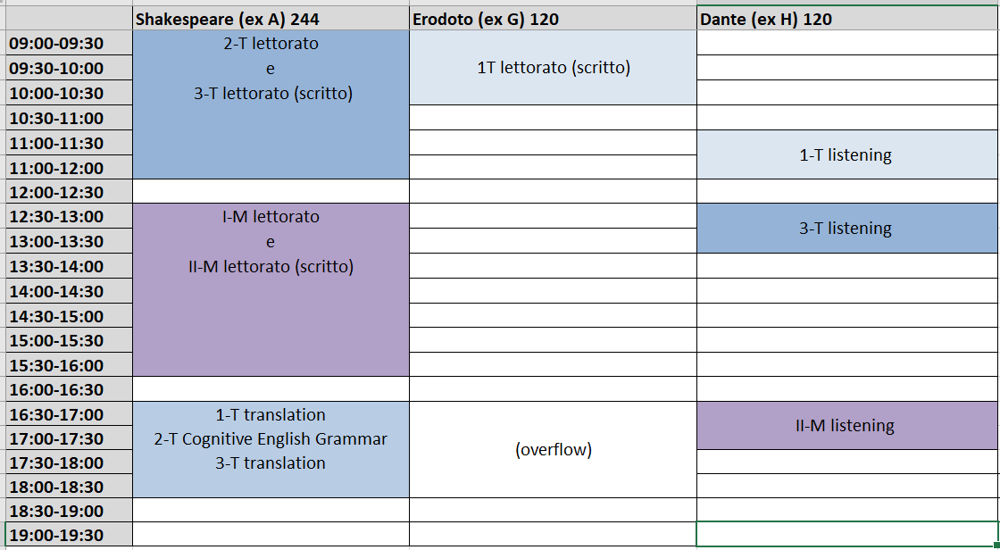 Shakespeare (ex A) 244 Erodoto (ex G) 120 Dante (ex H) 120
09:00-09:30 2-T lettorato
09:30-10:00 e 1T lettorato (scritto)
10:00-10:30 3-T lettorato (scritto)
10:30-11:00
11:00-11:30
1-T listening
11:00-12:00
12:00-12:30
12:30-13:00 I-M lettorato
3-T listening
13:00-13:30 e
13:30-14:00 II-M lettorato (scritto)
14:00-14:30
14:30-15:00
15:00-15:30
15:30-16:00
16:00-16:30
16:30-17:00 1-T translation
II-M listening
17:00-17:30 2-T Cognitive English Grammar
(overflow)
17:30-18:00 3-T translation
18:00-18:30
18:30-19:00
19:00-19:30